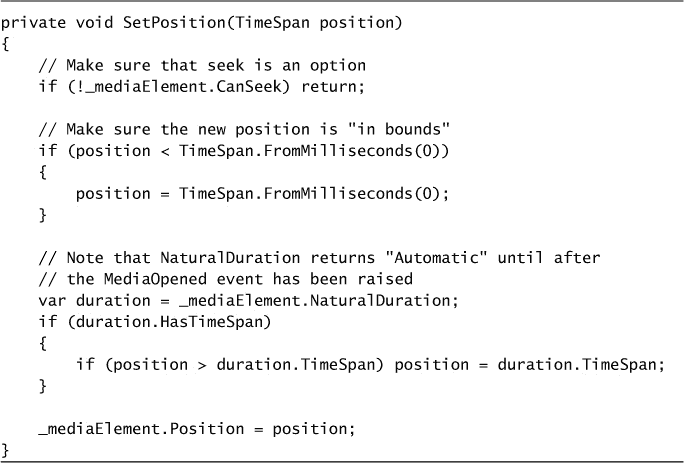 private void SetPosition(TimeSpan position)
{
    // Make sure that seek is an option
    if (!_mediaElement.CanSeek) return;

    // Make sure the new position is "in bounds"
    if (position < TimeSpan.FromMilliseconds(0))
    {
        position = TimeSpan.FromMilliseconds(0);
    }

    // Note that NaturalDuration returns "Automatic" until after
    // the MediaOpened event has been raised
    var duration = _mediaElement.NaturalDuration;
    if (duration.HasTimeSpan)
    {
        if (position > duration.TimeSpan) position = duration.TimeSpan;
    }

    _mediaElement.Position = position;
}